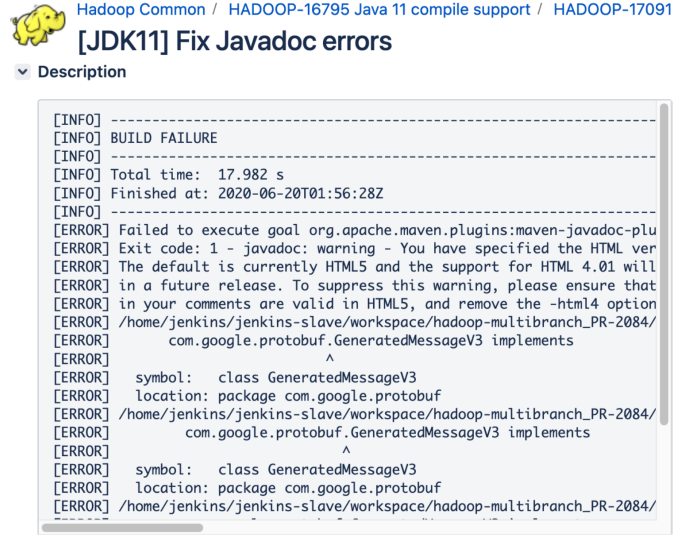 Hadoop Common / HADOOP-16795 Java 11 compile support / HADOOP-17091
[JDK11] Fix Javadoc errors
Description
[INFO] ------------------------------------------------------------------
[INFO] BUILD FAILURE
[INFO] ------------------------------------------------------------------
[INFO] Total time:  17.982 s
[INFO] Finished at: 2020-06-20T01:56:28Z
[INFO] ------------------------------------------------------------------
[ERROR] Failed to execute goal org.apache.maven.plugins:maven-javadoc-plu
[ERROR] Exit code: 1 - javadoc: warning - You have specified the HTML ver
[ERROR] The default is currently HTML5 and the support for HTML 4.01 will
[ERROR] in a future release. To suppress this warning, please ensure that
[ERROR] in your comments are valid in HTML5, and remove the -html4 option
[ERROR] /home/jenkins/jenkins-slave/workspace/hadoop-multibranch_PR-2084/
[ERROR]       com.google.protobuf.GeneratedMessageV3 implements
[ERROR]                          ^
[ERROR]   symbol:   class GeneratedMessageV3
[ERROR]   location: package com.google.protobuf
[ERROR] /home/jenkins/jenkins-slave/workspace/hadoop-multibranch_PR-2084/
[ERROR]         com.google.protobuf.GeneratedMessageV3 implements
[ERROR]                            ^
[ERROR]   symbol:   class GeneratedMessageV3
[ERROR]   location: package com.google.protobuf
[ERROR] /home/jenkins/jenkins-slave/workspace/hadoop-multibranch_PR-2084/